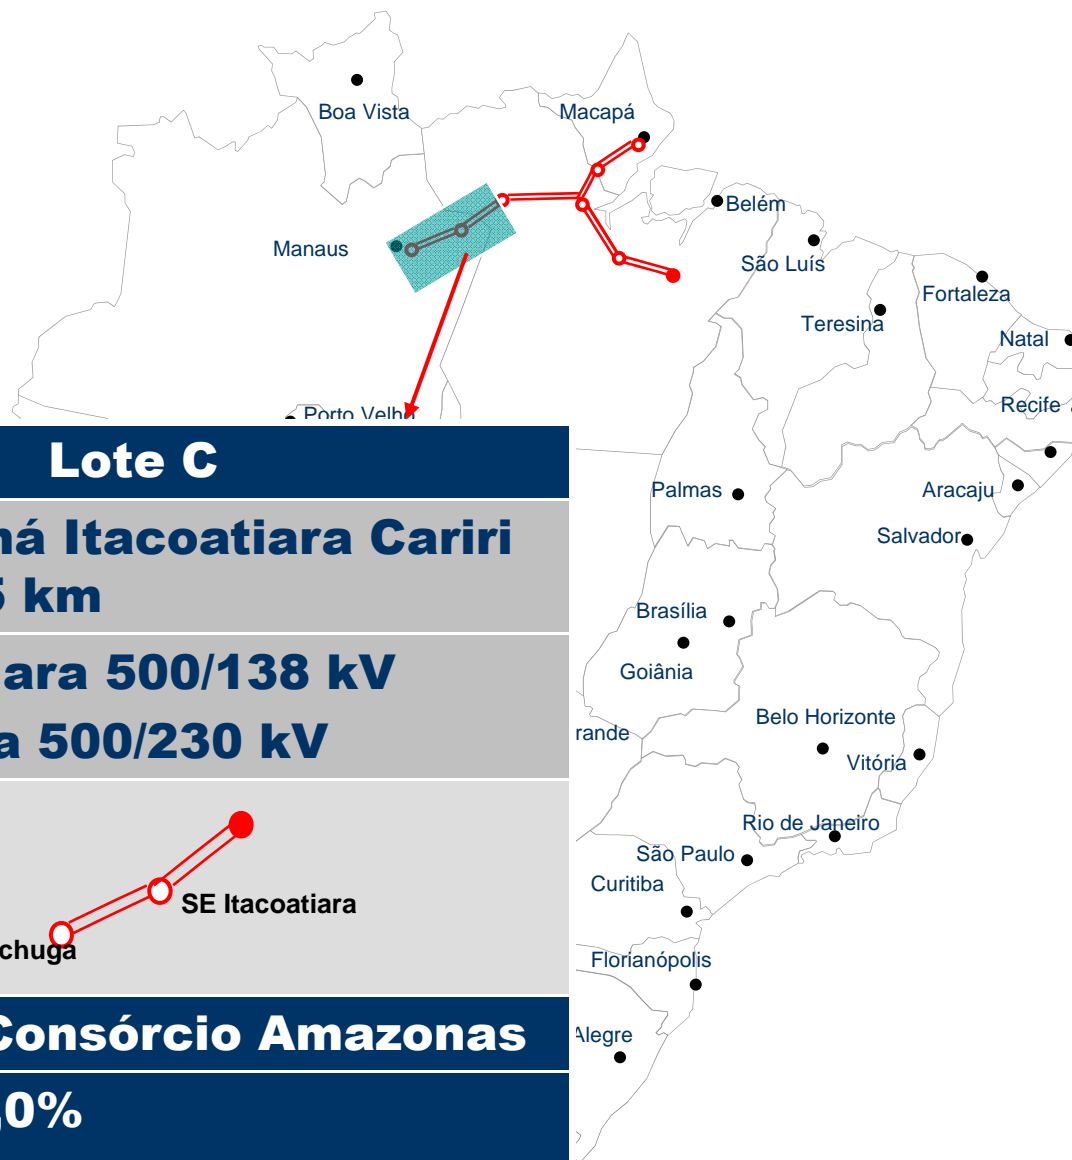 Boa Vista
Macapá
Belém
Manaus
São Luís
Fortaleza
Teresina
Natal
Porto Velho
Recife
Lote C
Palmas
Aracaju
Salvador
ná Itacoatiara Cariri
km
Brasília
Goiânia
ara 500/138 kV
a 500/230 kV
rande
Belo Horizonte
Vitória
Rio de Janeiro
São Paulo
Curitiba
SE Itacoatiara
chuga
Florianópolis
Consórcio Amazonas
Alegre
,0%